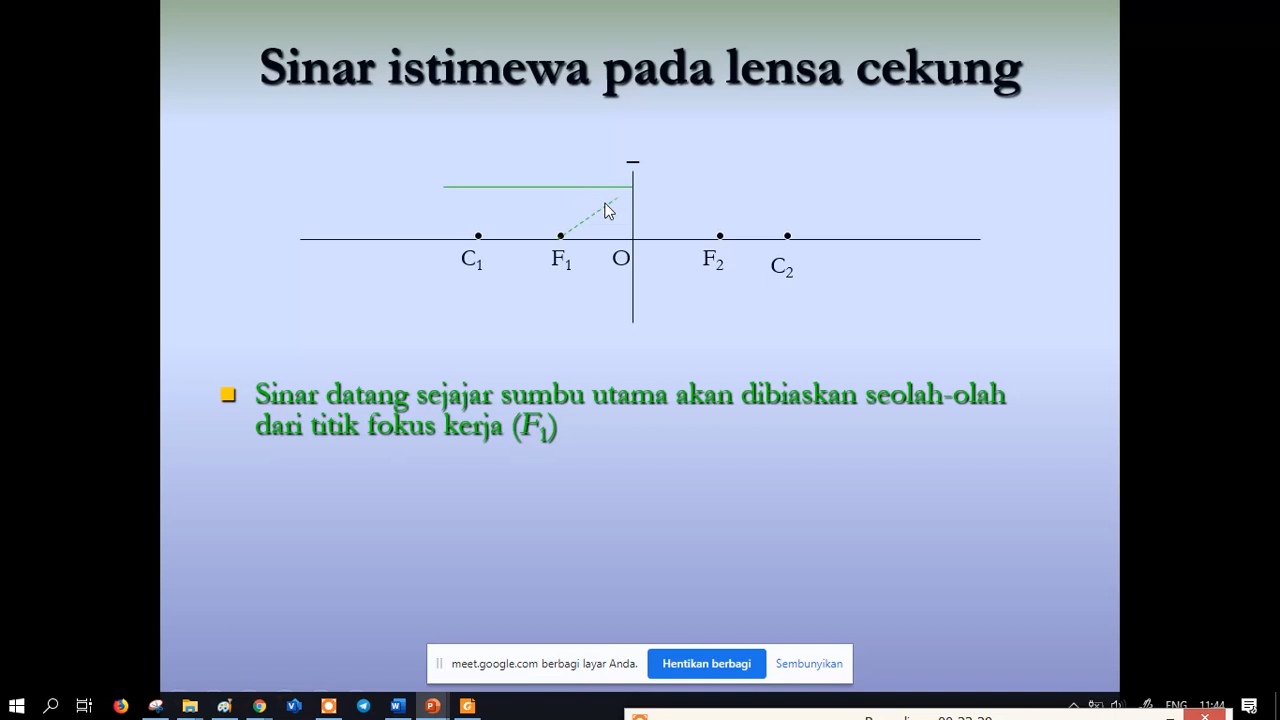 Sinar istimewa pada lensa cekung
–
C1 F1 O F2 C2
Sinar datang sejajar sumbu utama akan dibiaskan seolah-olah
dari titik fokus kerja (F1)
meet.google.com berbagi layar Anda. Hentikan berbagi Sembunyikan
ENG 11:44